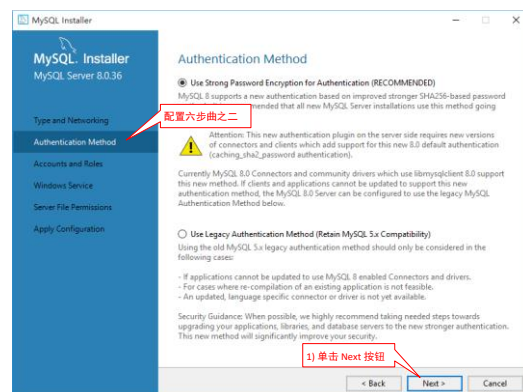 MySQL Installer
MySQL. Installer
MySQL Server 8.0.36
Type and Networking
Authentication Method
Accounts and Roles
Windows Service
Server File Permissions
Apply Configuration
配置六步曲之二
Authentication Method
Use Strong Password Encryption for Authentication (RECOMMENDED)
MySQL 8 supports a new authentication based on improved stronger SHA256-based password
mended that all new MySQL Server installations use this method going
Attention: This new authentication plugin on the server side requires new versions
of connectors and clients which add support for this new 8.0 default authentication
(caching_sha2_password authentication).
Currently MySQL 8.0 Connectors and community drivers which use libmysqlclient 8.0 support
this new method. If clients and applications cannot be updated to support this new
authentication method, the MySQL 8.0 Server can be configured to use the legacy MySQL
Authentication Method below.
Use Legacy Authentication Method (Retain MySQL 5.x Compatibility)
Using the old MySQL 5.x legacy authentication method should only be considered in the
following cases:
- If applications cannot be updated to use MySQL 8 enabled Connectors and drivers.
- For cases where re-compilation of an existing application is not feasible.
- An updated, language specific connector or driver is not yet available.
Security Guidance: When possible, we highly recommend taking needed steps towards
upgrading your applications, libraries, and database servers to the new stronger authentication.
This new method will significantly improve your security.
1) 单击 Next 按钮
< Back
Next >
Cancel